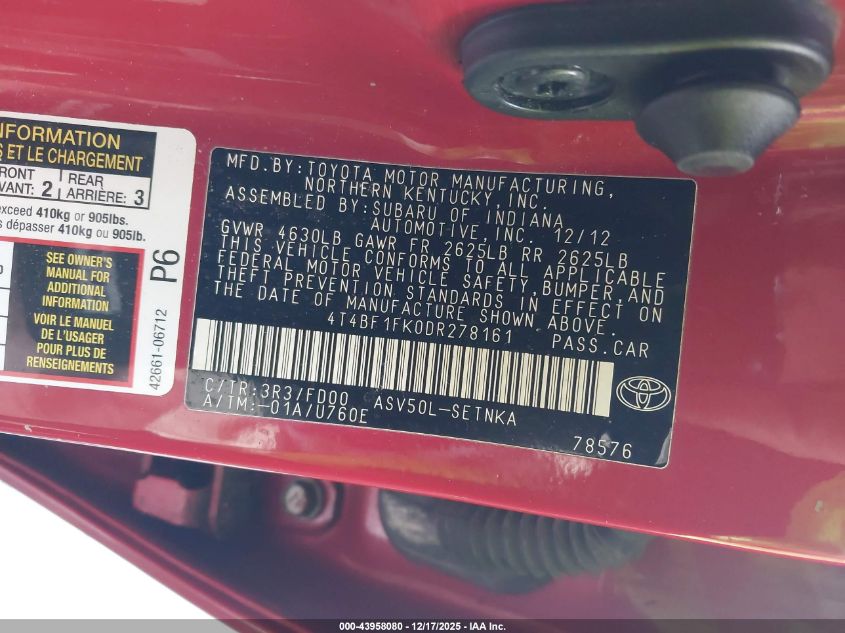 NFORMATION
S ET LE CHARGEMENT
FRONT
VANT: 2
REAR
ARRIÈRE: 3
exceed 410kg or 905lbs.
s dépasser 410kg ou 905lb.
SEE OWNER'S
MANUAL FOR
ADDITIONAL
INFORMATION
VOIR LE MANUEL
DE L'USAGER
POUR PLUS DE
RENSEIGNEMENTS
P6
42661-06712
MFD.BY:TOYOTA MOTOR MANUFACTURING,
NORTHERN KENTUCKY,INC.
ASSEMBLED BY:SUBARU OF INDIANA
AUTOMOTIVE,INC. 12/12
GVWR 4630LB GAWR FR 2625LB RR 2625LB
THIS VEHICLE CONFORMS TO ALL APPLICABLE
FEDERAL MOTOR VEHICLE SAFETY,BUMPER,AND
THEFT PREVENTION STANDARDS IN EFFECT ON
THE DATE OF MANUFACTURE SHOWN ABOVE.
4T4BF1FK0DR278161 PASS.CAR
C/TR:3R3/FD00 ASV50L-SETNKA
A/TM:-01A/U760E
78576
000-43958080 - 12/17/2025 - IAA Inc.